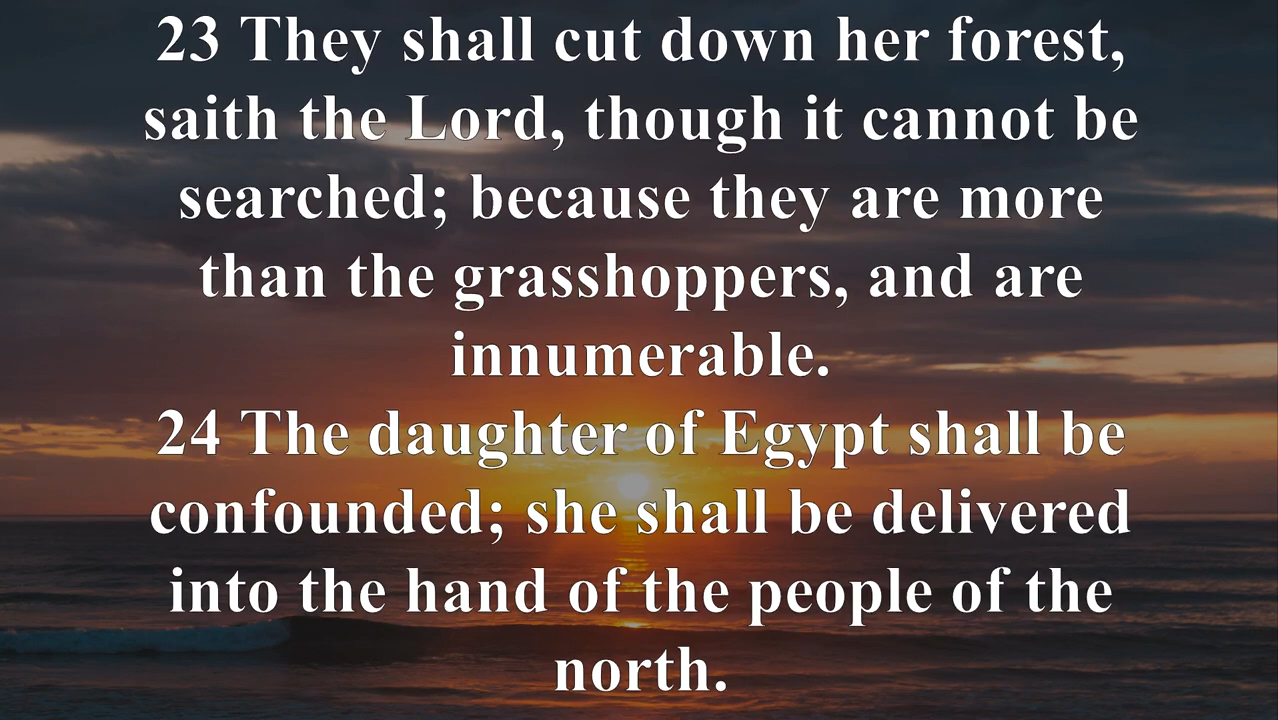 23 They shall cut down her forest,
saith the Lord, though it cannot be
searched; because they are more
than the grasshoppers, and are
innumerable.
24 The daughter of Egypt shall be
confounded; she shall be delivered
into the hand of the people of the
north.